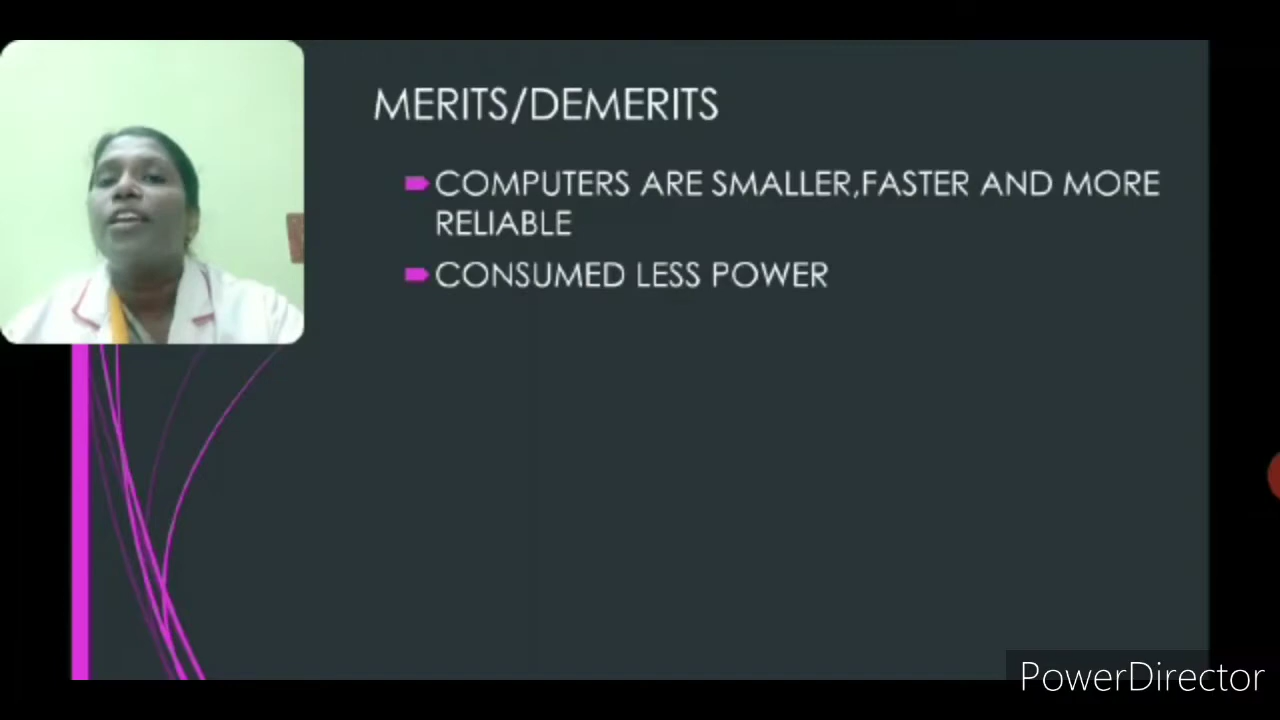 MERITS/DEMERITS
COMPUTERS ARE SMALLER,FASTER AND MORE
RELIABLE
CONSUMED LESS POWER
PowerDirector